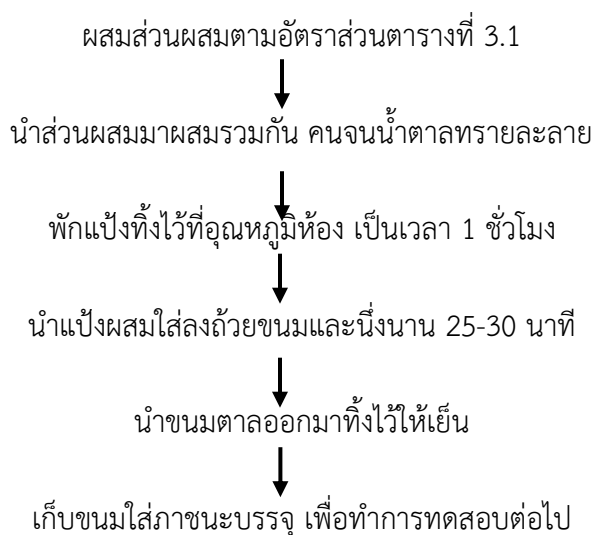 ผสมส่วนผสมตามอัตราส่วนตารางที่ 3.1
นำส่วนผสมมาผสมรวมกัน คนจนน้ำตาลทรายละลาย
พักแป้งทิ้งไว้ที่อุณหภูมิห้อง เป็นเวลา 1 ชั่วโมง
นำแป้งผสมใส่ลงถ้วยขนมและนึ่งนาน 25-30 นาที
นำขนมตาลออกมาทิ้งไว้ให้เย็น
เก็บขนมใส่ภาชนะบรรจุ เพื่อทำการทดสอบต่อไป